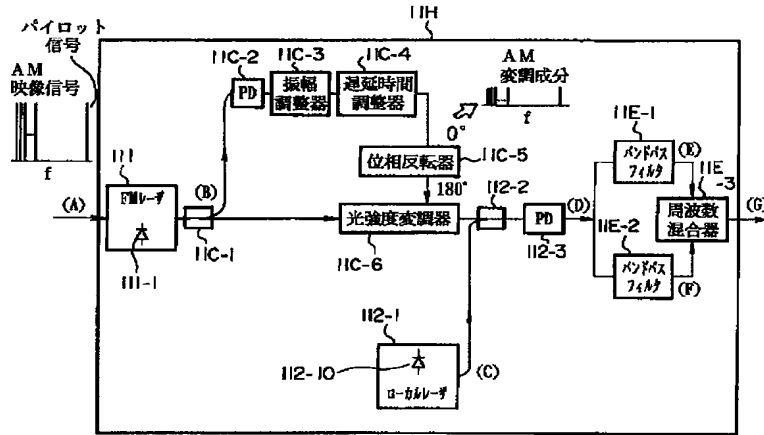 11H
パイロット
信号
AM
映像信号
f
(A)
111
FMレーザ
111-1
(B)
11C-1
11C-2
PD
11C-3
振幅
調整器
11C-4
遅延時間
調整器
AM
変調成分
f
0°
位相反転器
11C-5
180°
光強度変調器
11C-6
112-2
PD
112-3
(D)
11E-1
バンドパス
フィルタ
(E)
11E-2
バンドパス
フィルタ
(F)
11E
-3
周波数
混合器
(G)
112-1
112-10
ローカルレーザ
(C)